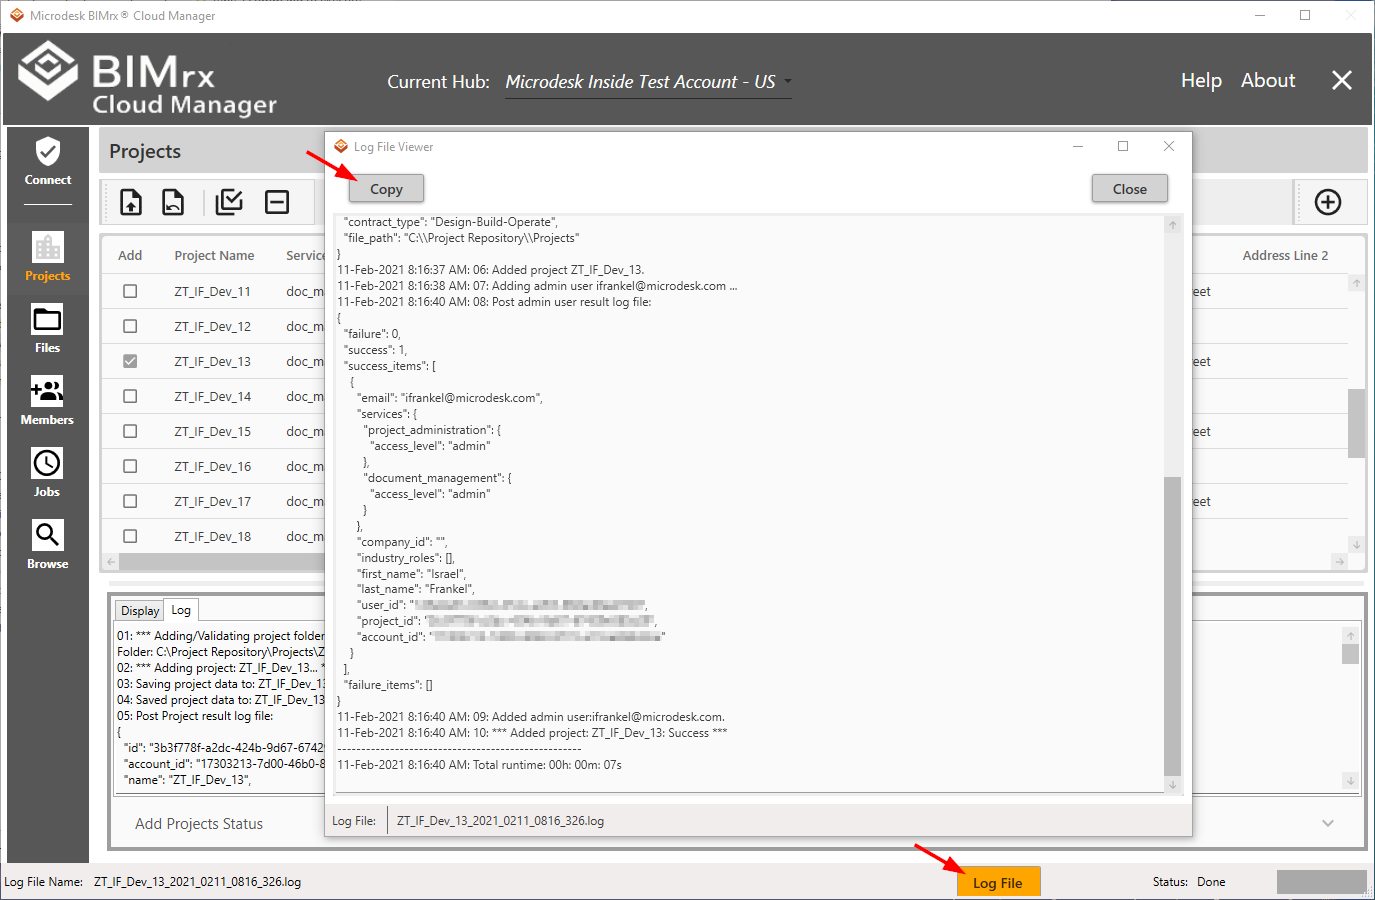 Microdesk BIMrx® Cloud Manager
BIMrx
Cloud Manager
Current Hub: Microdesk Inside Test Account - US
Help About
Connect
Projects
Files
Members
Jobs
Browse
Projects
Add Project Name Service Address Line 2
ZT_IF_Dev_11 doc_m eet
ZT_IF_Dev_12 doc_m
ZT_IF_Dev_13 doc_m eet
ZT_IF_Dev_14 doc_m
ZT_IF_Dev_15 doc_m eet
ZT_IF_Dev_16 doc_m
ZT_IF_Dev_17 doc_m eet
ZT_IF_Dev_18 doc_m
Log File Viewer
Copy Close
"contract_type": "Design-Build-Operate",
"file_path": "C:\\Project Repository\\Projects"
}
11-Feb-2021 8:16:37 AM: 06: Added project ZT_IF_Dev_13.
11-Feb-2021 8:16:38 AM: 07: Adding admin user ifrankel@microdesk.com ...
11-Feb-2021 8:16:40 AM: 08: Post admin user result log file:
{
"failure": 0,
"success": 1,
"success_items": [
{
"email": "ifrankel@microdesk.com",
"services": {
"project_administration": {
"access_level": "admin"
},
"document_management": {
"access_level": "admin"
}
},
"company_id": "",
"industry_roles": [],
"first_name": "Israel",
"last_name": "Frankel",
"user_id": "
"project_id": "
"account_id": "
}
],
"failure_items": []
}
11-Feb-2021 8:16:40 AM: 09: Added admin user:ifrankel@microdesk.com.
11-Feb-2021 8:16:40 AM: 10: *** Added project: ZT_IF_Dev_13: Success ***
----------------------------------------------------
11-Feb-2021 8:16:40 AM: Total runtime: 00h: 00m: 07s
Log File: ZT_IF_Dev_13_2021_0211_0816_326.log
Display Log
01: *** Adding/Validating project folder
Folder: C:\Project Repository\Projects\Z
02: *** Adding project: ZT_IF_Dev_13... *
03: Saving project data to: ZT_IF_Dev_13
04: Saved project data to: ZT_IF_Dev_13
05: Post Project result log file:
{
"id": "3b3f778f-a2dc-424b-9d67-67429
"account_id": "17303213-7d00-46b0-8
"name": "ZT_IF_Dev_13",
Add Projects Status
Log File Name: ZT_IF_Dev_13_2021_0211_0816_326.log
Log File
Status: Done